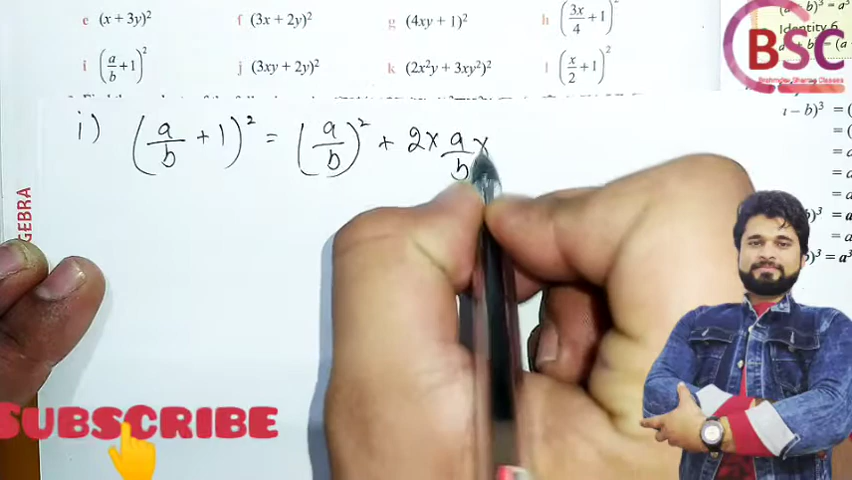 e (x + 3y)² f (3x + 2y)² g (4xy + 1)² h (3x/4 + 1)²
i (a/b + 1)² j (3xy + 2y)² k (2x²y + 3xy²)² l (x/2 + 1)²
i) (a/b + 1)² = (a/b)² + 2 x a/b x
ALGEBRA
BSC
Identity 6
SUBSCRIBE